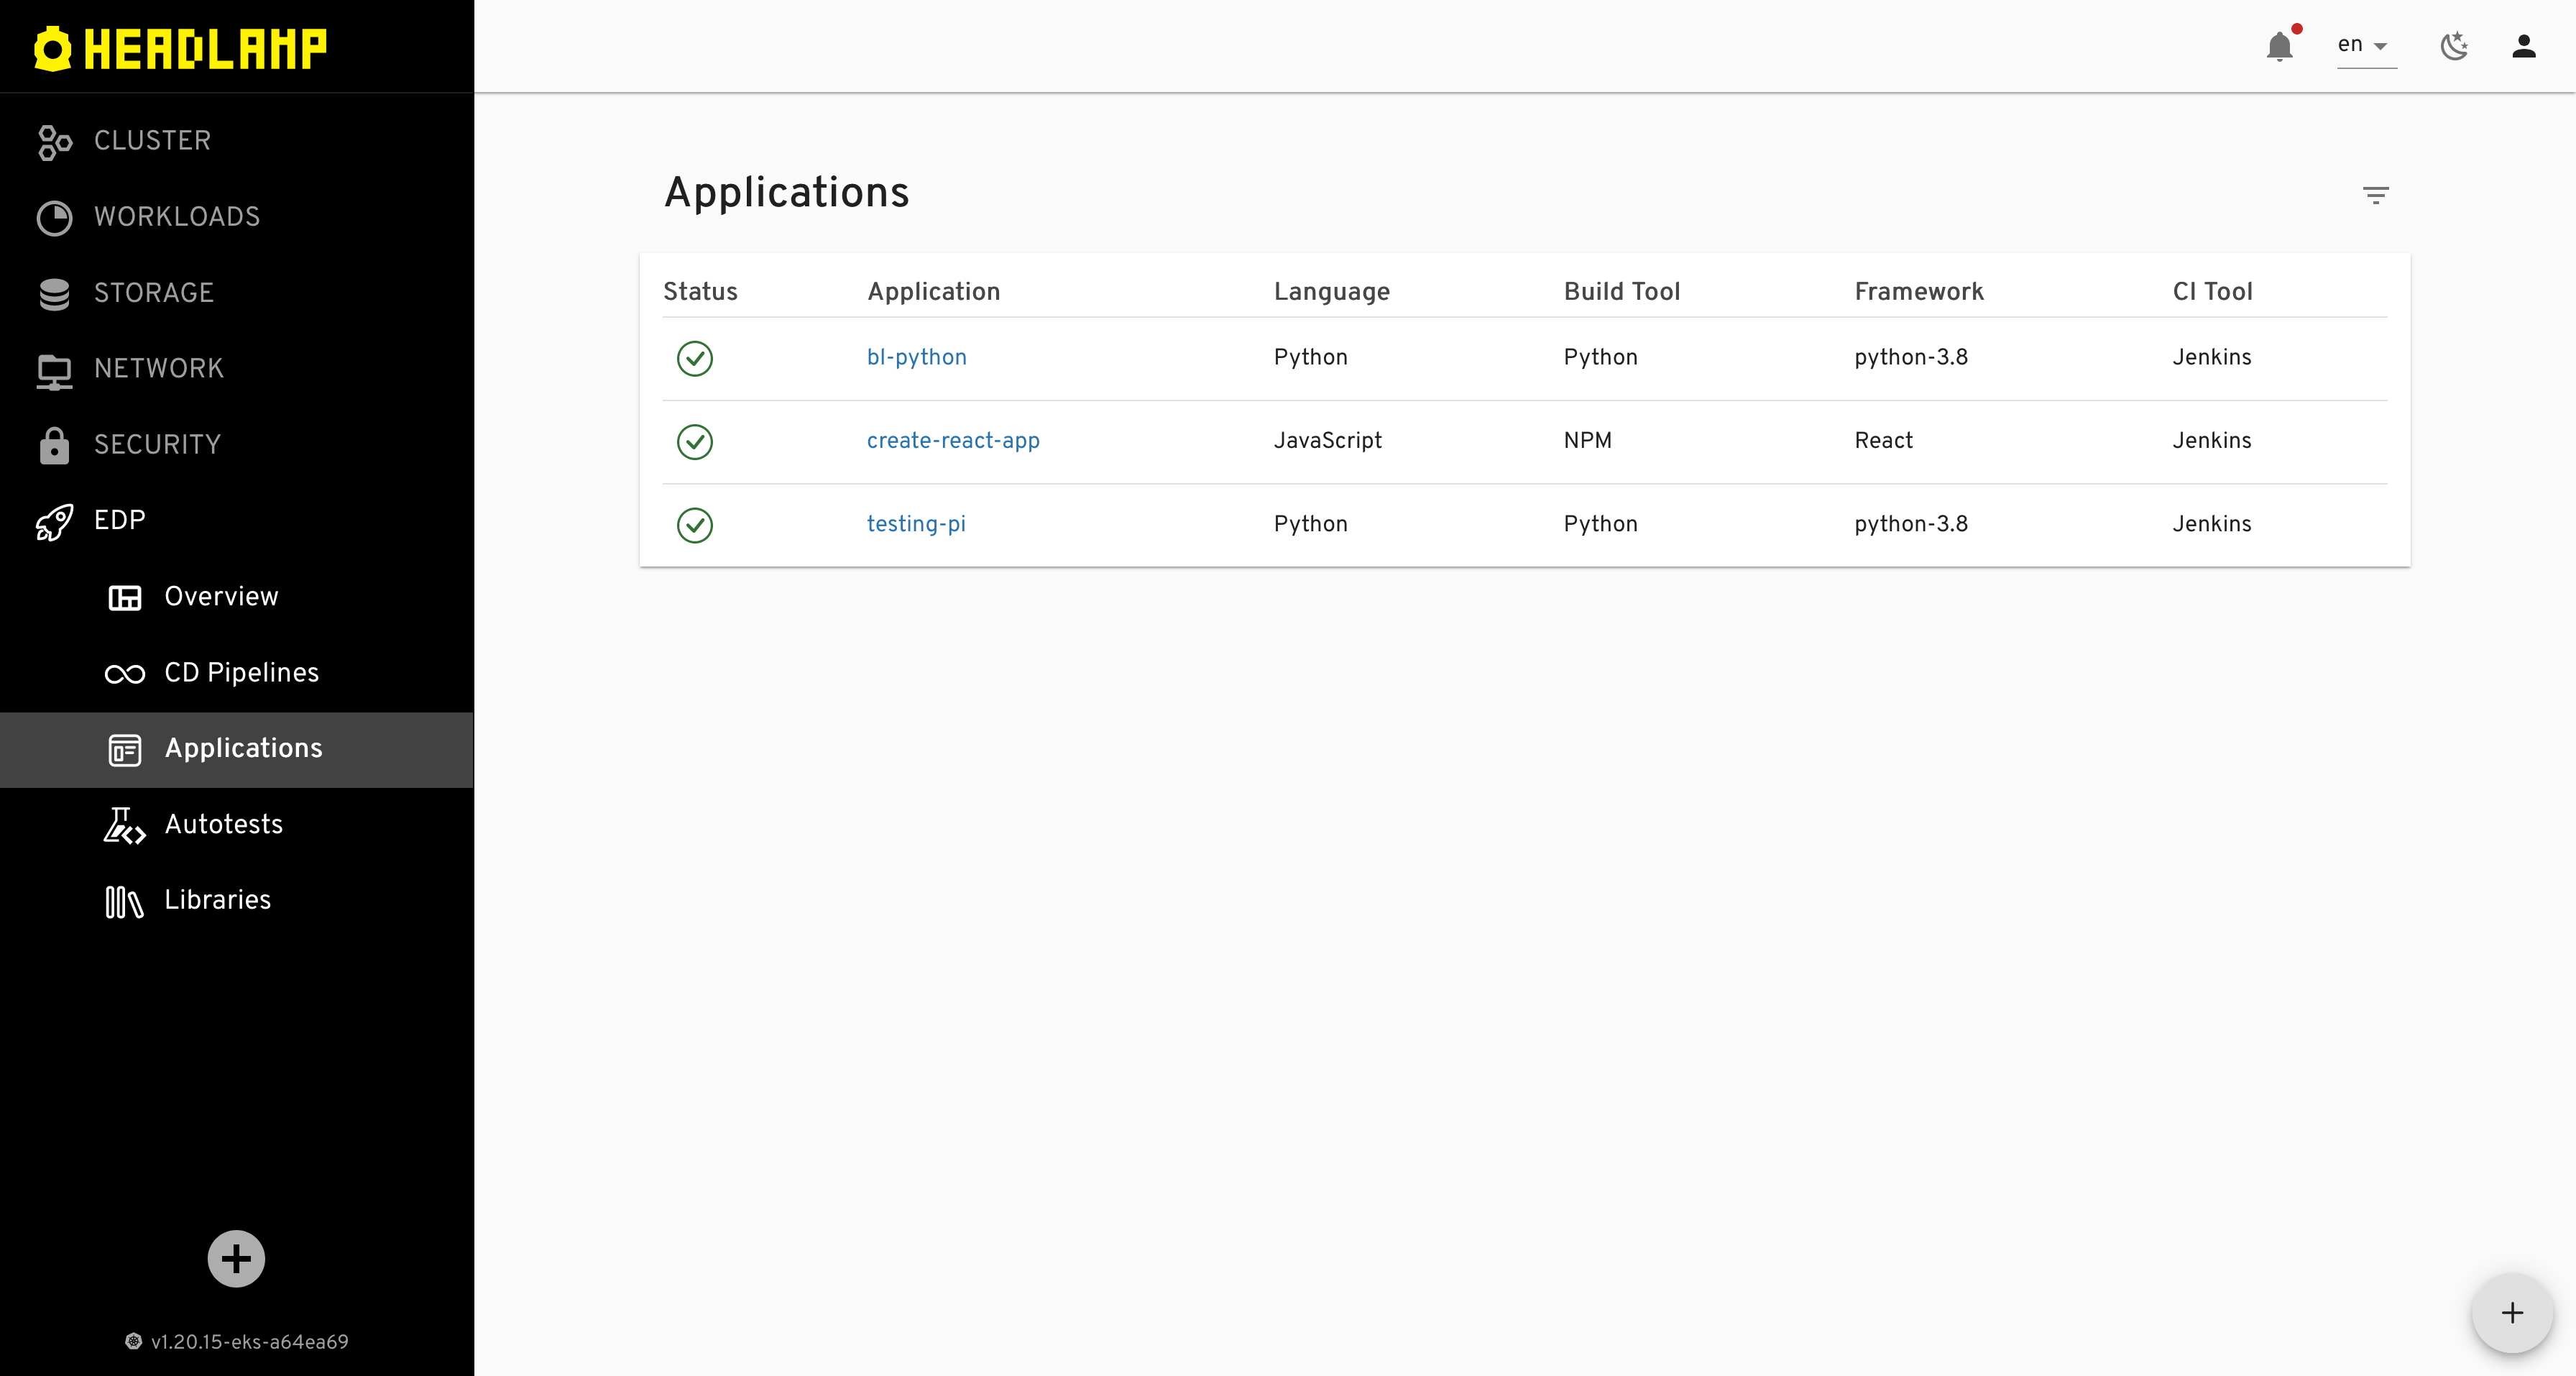 HEADLAMP
en
CLUSTER
WORKLOADS
STORAGE
NETWORK
SECURITY
EDP
Overview
CD Pipelines
Applications
Autotests
Libraries
v1.20.15-eks-a64ea69
Applications
Status Application Language Build Tool Framework CI Tool
bl-python Python Python python-3.8 Jenkins
create-react-app JavaScript NPM React Jenkins
testing-pi Python Python python-3.8 Jenkins